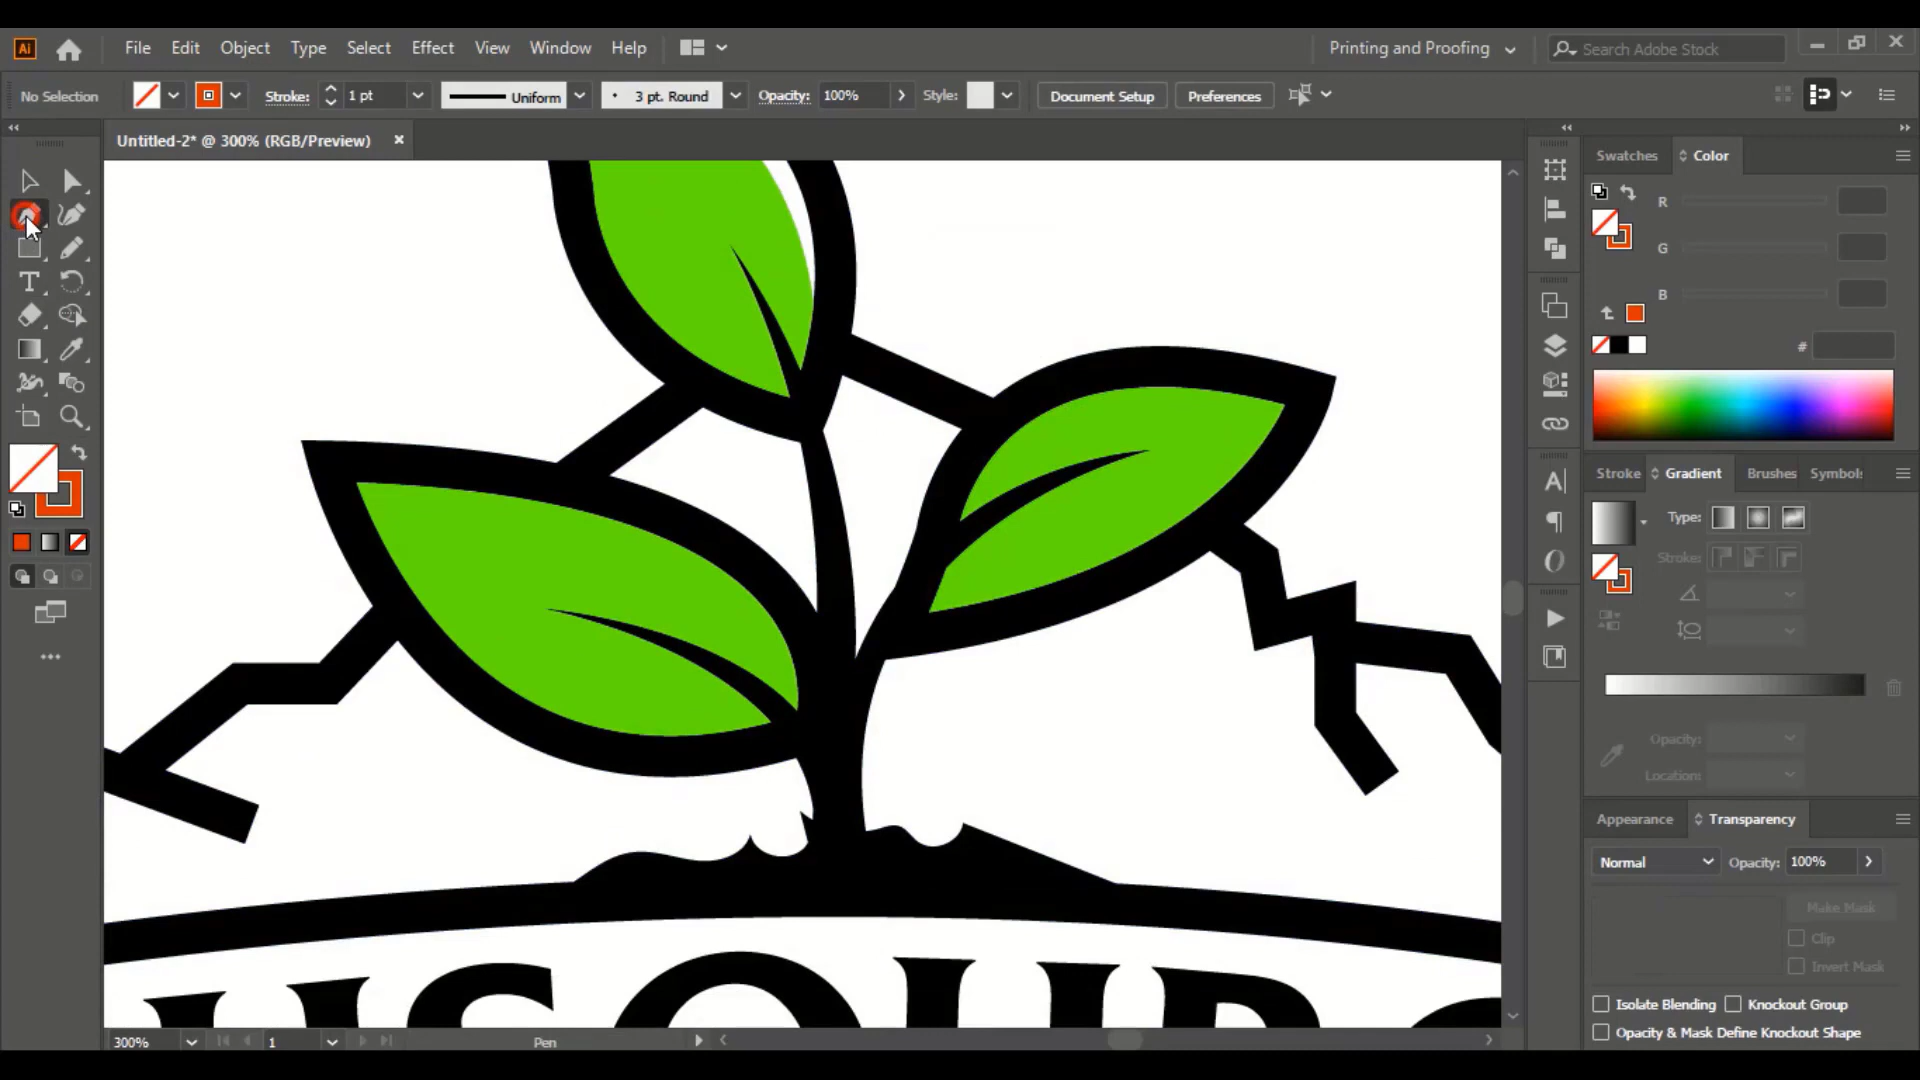 Ai File Edit Object Type Select Effect View Window Help Printing and Proofing Search Adobe Stock
No Selection Stroke: 1 pt Uniform 3 pt. Round Opacity: 100% Style: Document Setup Preferences
Untitled-2* @ 300% (RGB/Preview)
Swatches Color
R
G
B
#
Stroke Gradient Brushes Symbol
Type:
Stroke:
Opacity:
Location:
Appearance Transparency
Normal Opacity: 100%
Make Mask
Clip
Invert Mask
Isolate Blending Knockout Group
Opacity & Mask Define Knockout Shape
300% 1 Pen